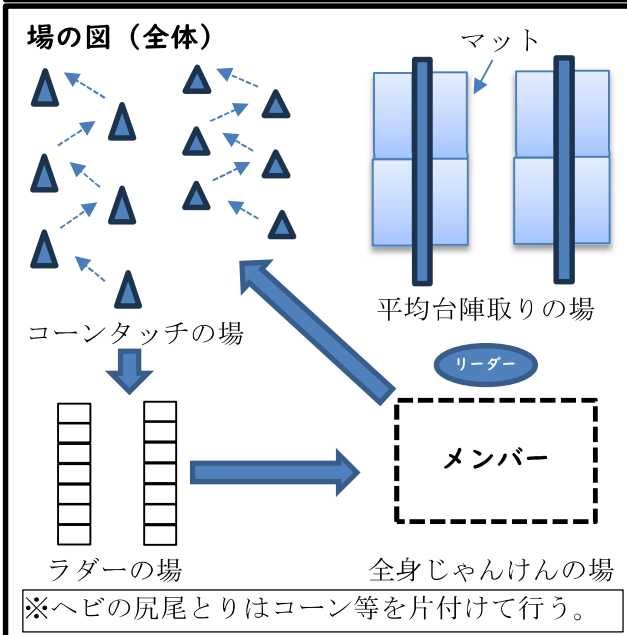 場の図（全体）
マット
平均台陣取りの場
コーンタッチの場
リーダー
メンバー
ラダーの場
全身じゃんけんの場
※ヘビの尻尾とりはコーン等を片付けて行う。